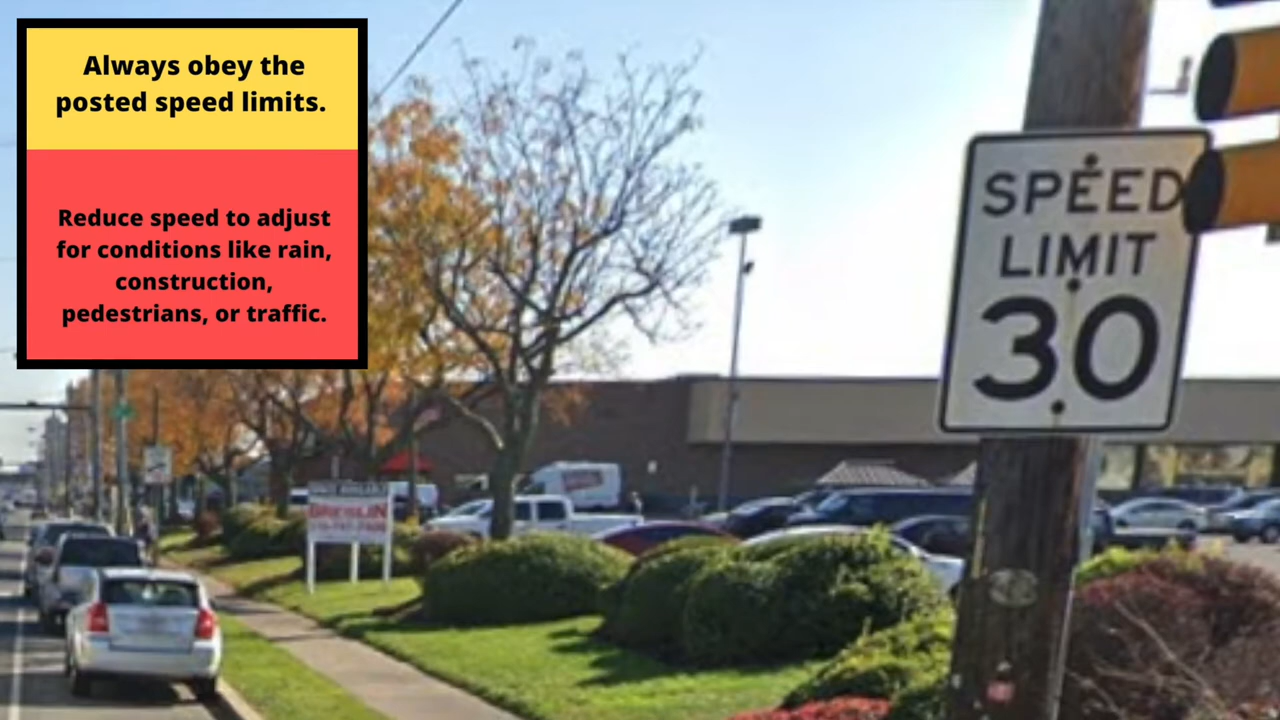 Always obey the
posted speed limits.
Reduce speed to adjust
for conditions like rain,
construction,
pedestrians, or traffic.
SPEED
LIMIT
30
BRESLIN